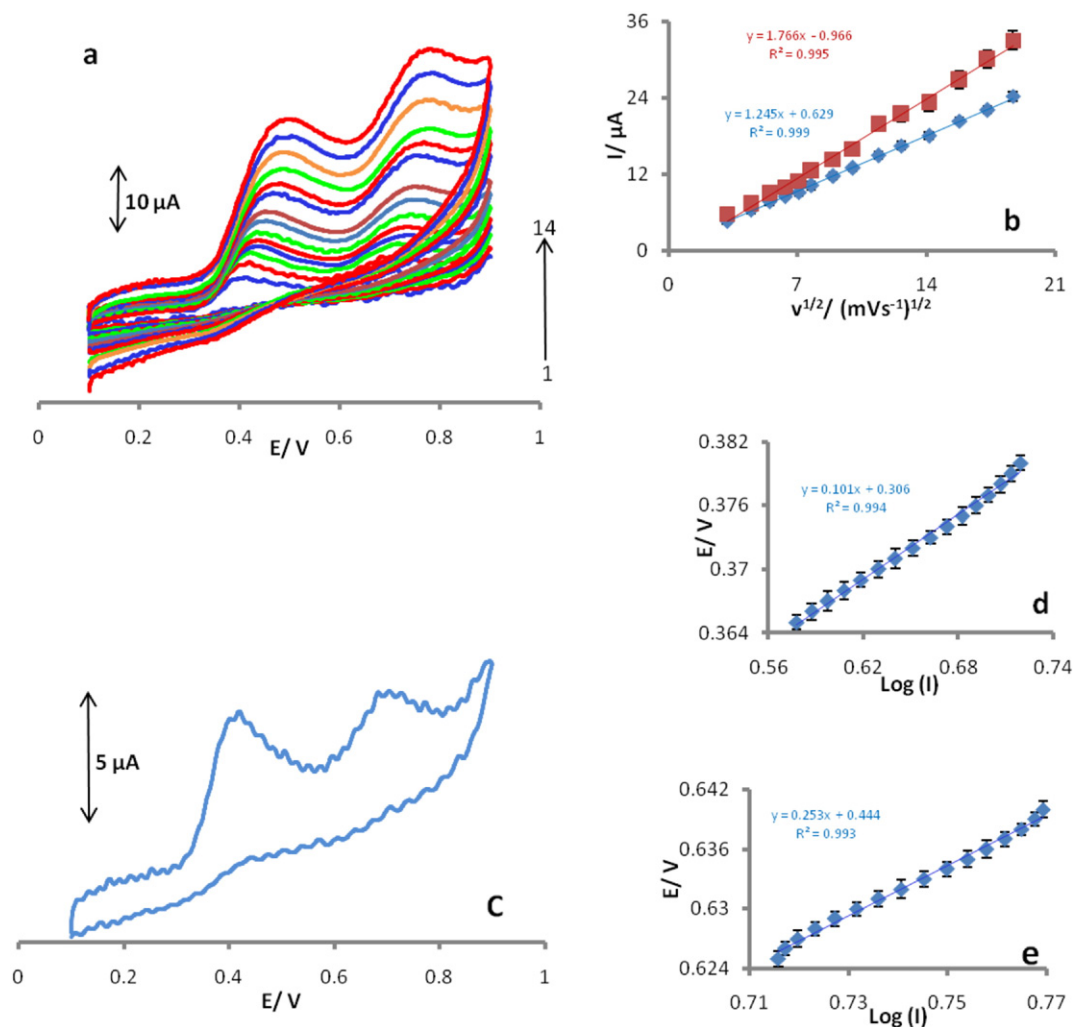 a
10 µA
14
1
0
0.2
0.4
0.6
0.8
1
E/ V
36
24
12
0
I/ µA
y = 1.766x - 0.966
R² = 0.995
y = 1.245x + 0.629
R² = 0.999
b
0
7
14
21
v1/2/ (mVs-1)1/2
0.382
0.376
0.37
0.364
E/ V
y = 0.101x + 0.306
R² = 0.994
d
0.56
0.62
0.68
0.74
Log (I)
5 µA
C
0
0.2
0.4
0.6
0.8
1
E/ V
0.642
0.636
0.63
0.624
E/ V
y = 0.253x + 0.444
R² = 0.993
e
0.71
0.73
0.75
0.77
Log (I)